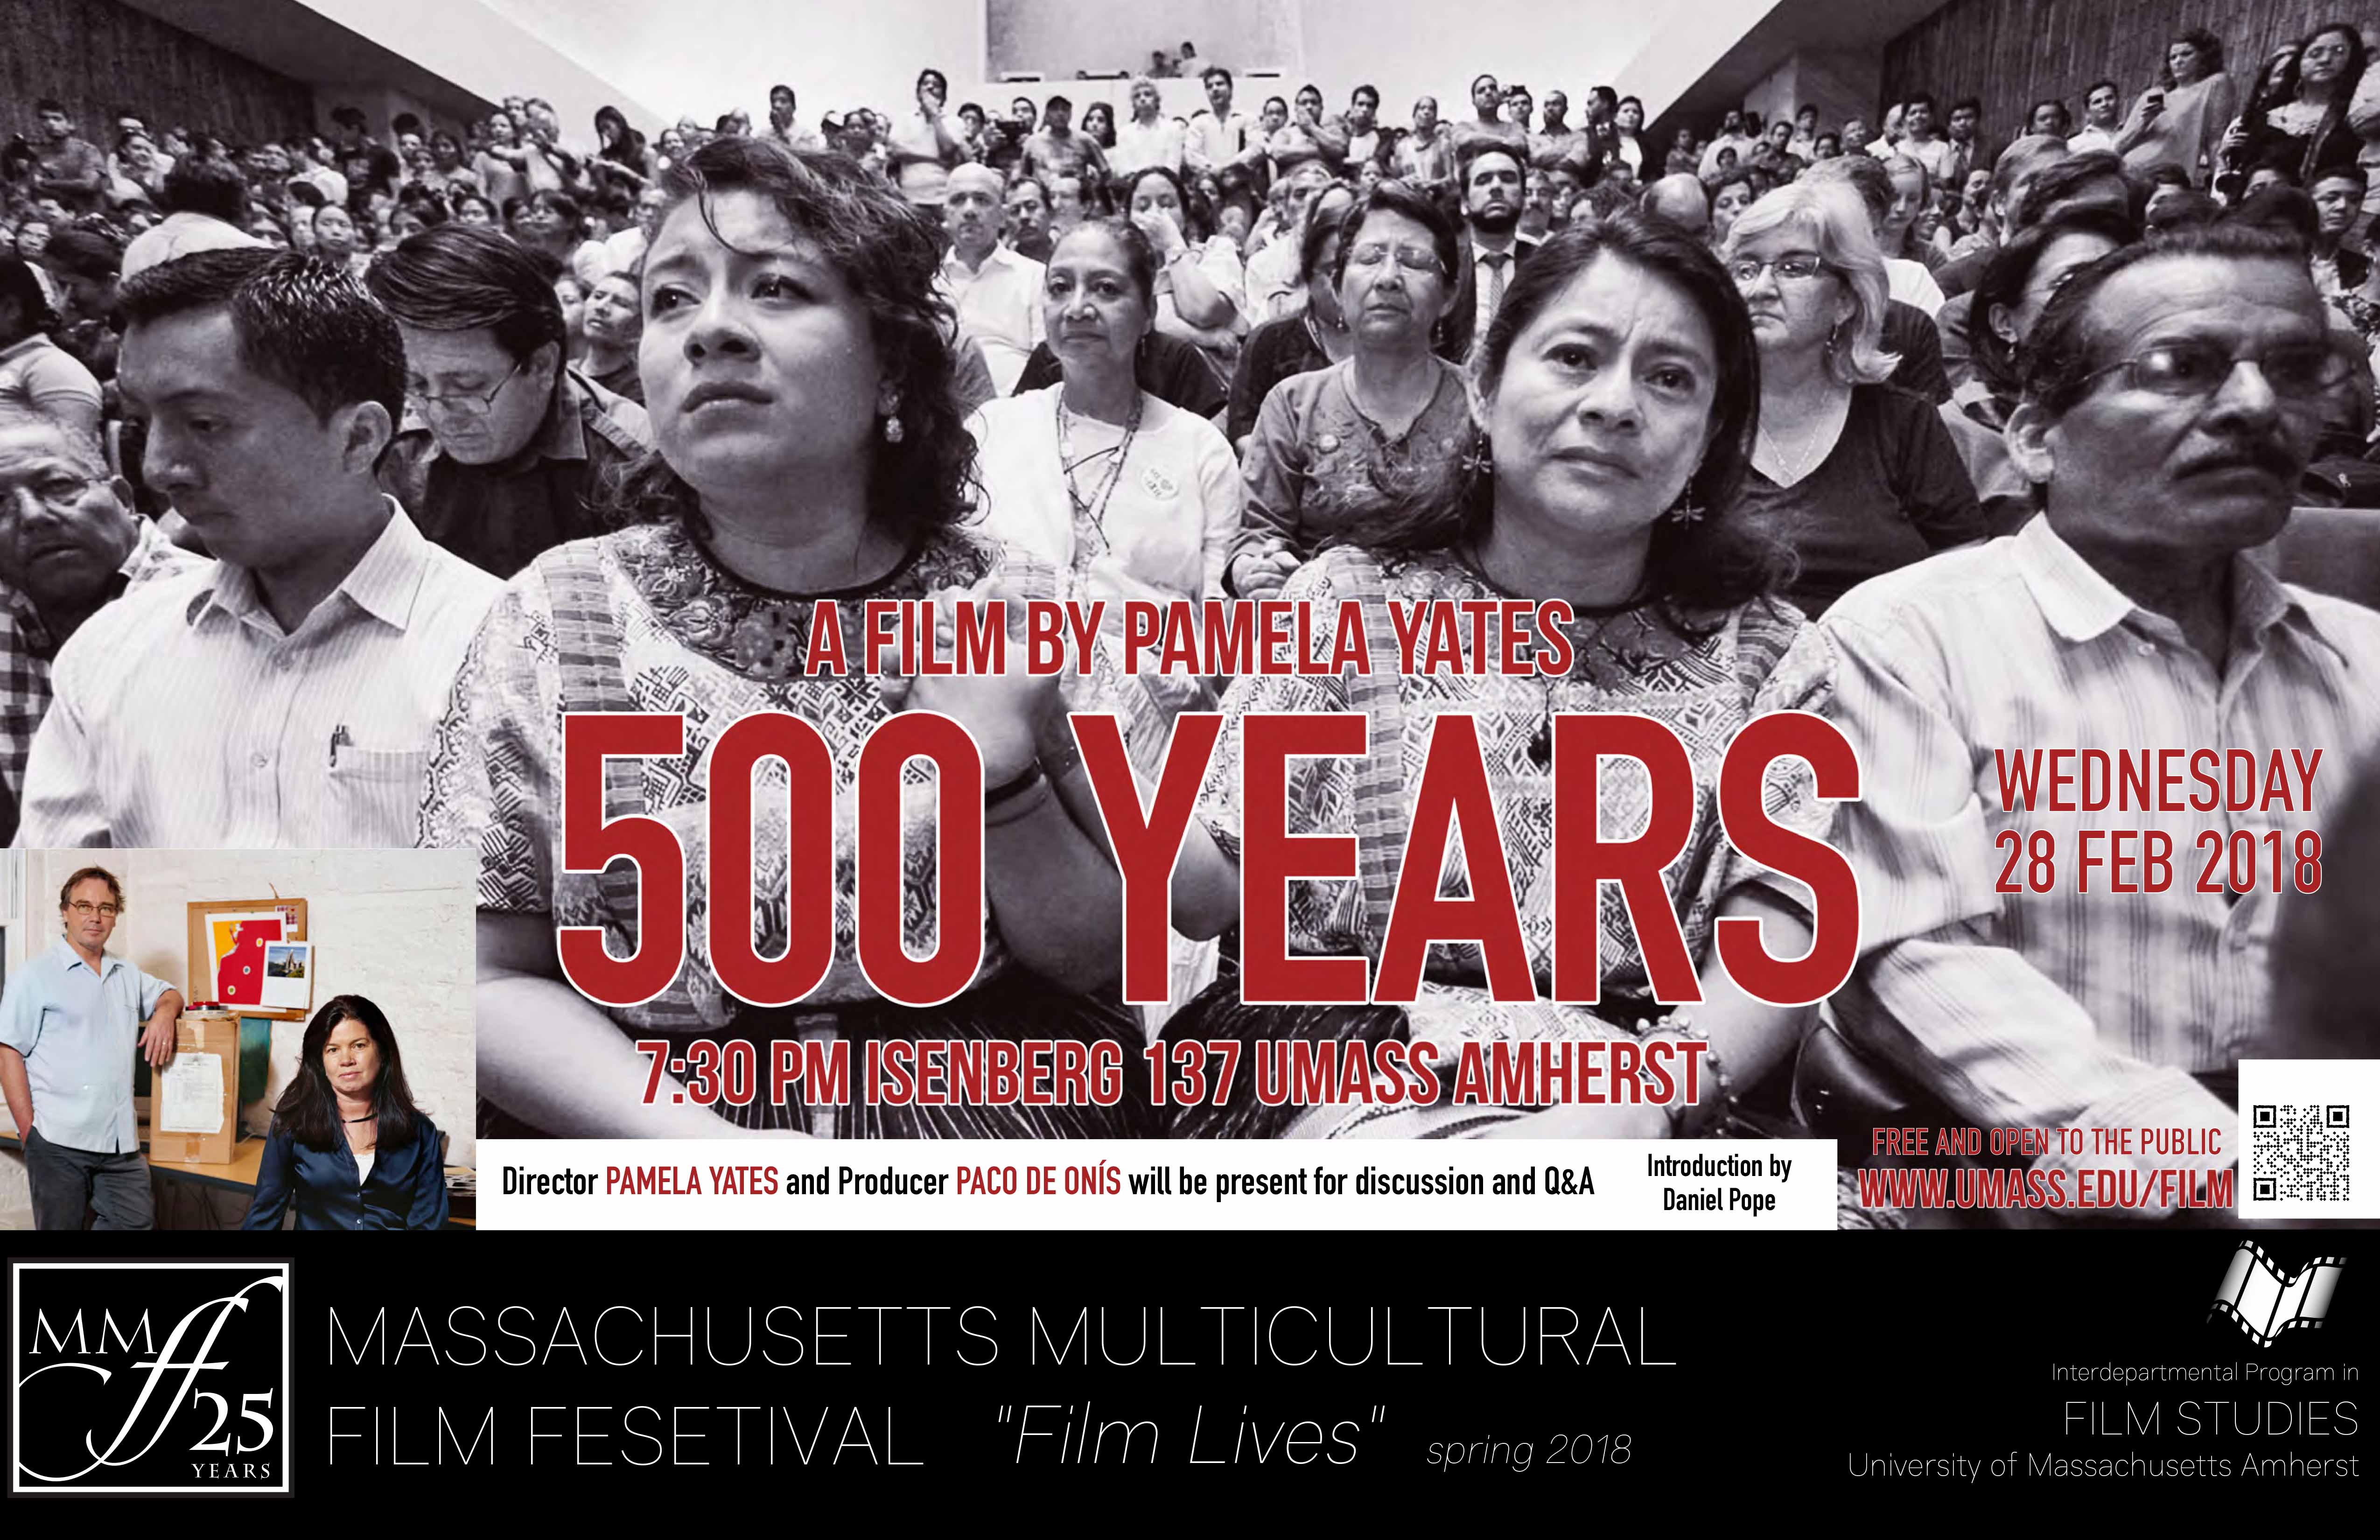 A FILM BY PAMELA YATES
500 YEARS
WEDNESDAY
28 FEB 2018
7:30 PM ISENBERG 137 UMASS AMHERST
Director PAMELA YATES and Producer PACO DE ONÍS will be present for discussion and Q&A
Introduction by
Daniel Pope
FREE AND OPEN TO THE PUBLIC
WWW.UMASS.EDU/FILM
MMff
25
YEARS
MASSACHUSETTS MULTICULTURAL
FILM FESETIVAL "Film Lives" spring 2018
Interdepartmental Program in
FILM STUDIES
University of Massachusetts Amherst